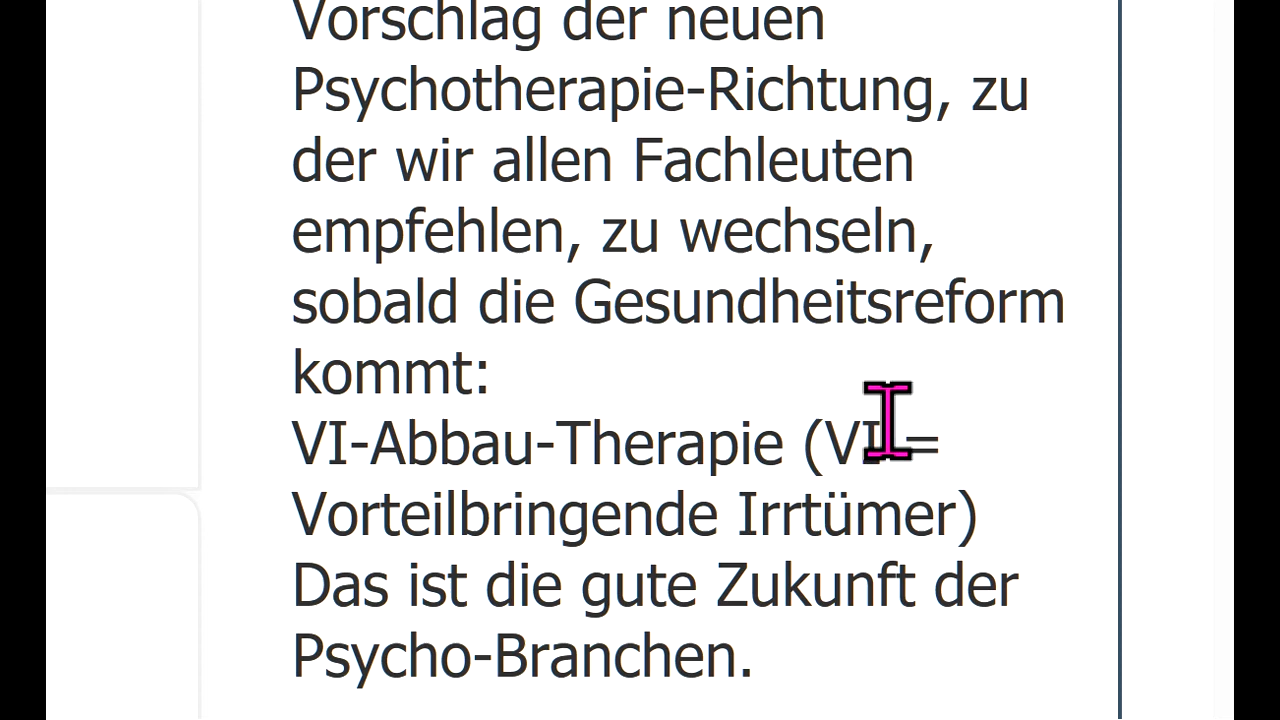 Vorschlag der neuen
Psychotherapie-Richtung, zu
der wir allen Fachleuten
empfehlen, zu wechseln,
sobald die Gesundheitsreform
kommt:
VI-Abbau-Therapie (VI =
Vorteilbringende Irrtümer)
Das ist die gute Zukunft der
Psycho-Branchen.